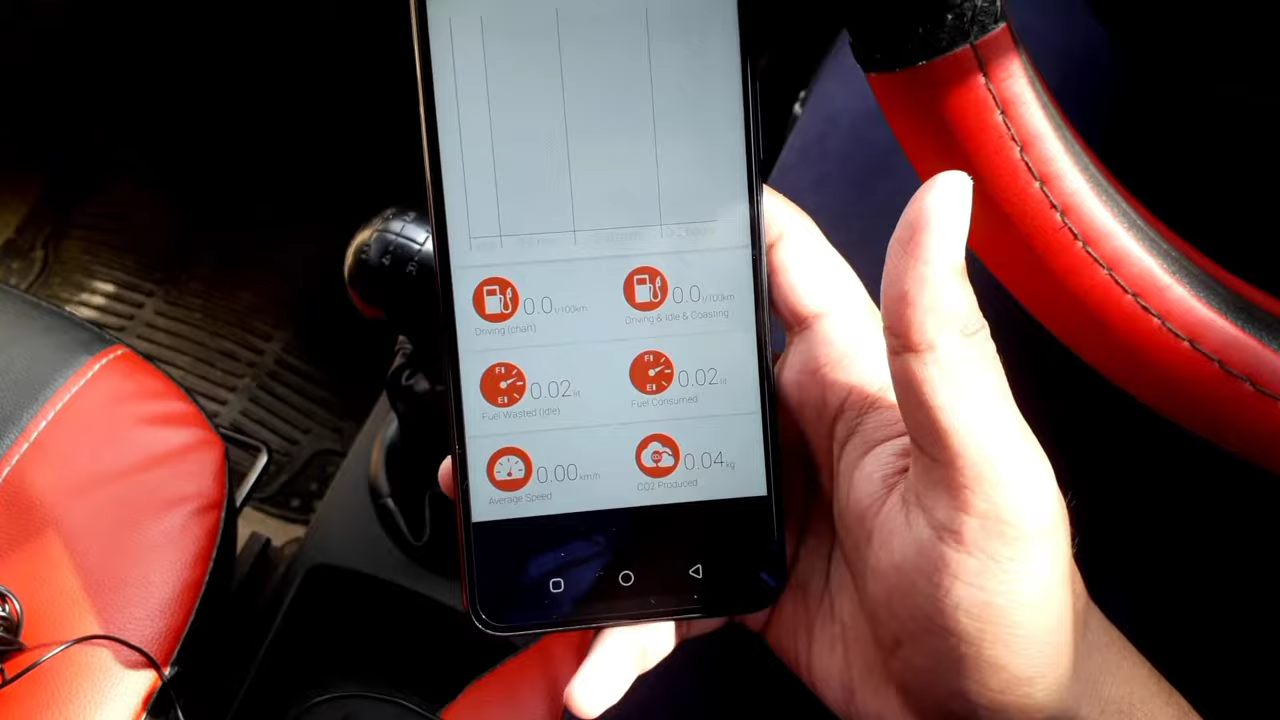 0.0 l/100km
Driving (chart)
0.0 l/100km
Driving & Idle & Coasting
F
E
0.02 lit
Fuel Wasted (Idle)
F
E
0.02 lit
Fuel Consumed
0.00 km/h
Average Speed
CO2
0.04 kg
CO2 Produced